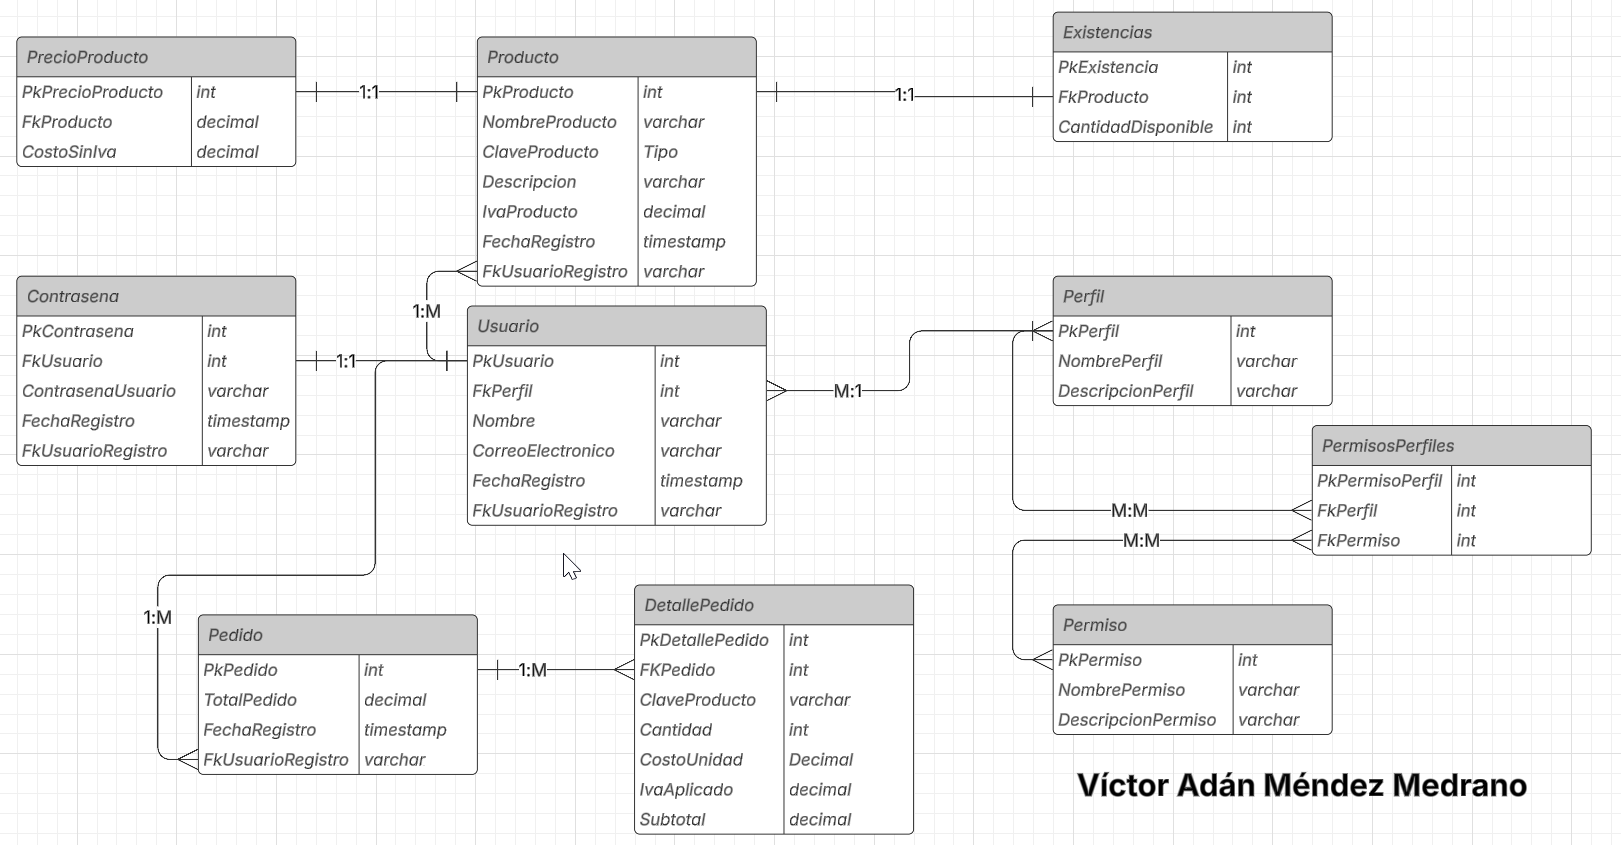 PrecioProducto
PkPrecioProducto int
FkProducto decimal
CostoSinIva decimal
1:1
Producto
PkProducto int
NombreProducto varchar
ClaveProducto Tipo
Descripcion varchar
IvaProducto decimal
FechaRegistro timestamp
FkUsuarioRegistro varchar
1:1
Existencias
PkExistencia int
FkProducto int
CantidadDisponible int
Contrasena
PkContrasena int
FkUsuario int
ContrasenaUsuario varchar
FechaRegistro timestamp
FkUsuarioRegistro varchar
1:1
1:M
Usuario
PkUsuario int
FkPerfil int
Nombre varchar
CorreoElectronico varchar
FechaRegistro timestamp
FkUsuarioRegistro varchar
M:1
Perfil
PkPerfil int
NombrePerfil varchar
DescripcionPerfil varchar
PermisosPerfiles
PkPermisoPerfil int
FkPerfil int
FkPermiso int
M:M
M:M
1:M
Pedido
PkPedido int
TotalPedido decimal
FechaRegistro timestamp
FkUsuarioRegistro varchar
1:M
DetallePedido
PkDetallePedido int
FKPedido int
ClaveProducto varchar
Cantidad int
CostoUnidad Decimal
IvaAplicado decimal
Subtotal decimal
Permiso
PkPermiso int
NombrePermiso varchar
DescripcionPermiso varchar
Víctor Adán Méndez Medrano